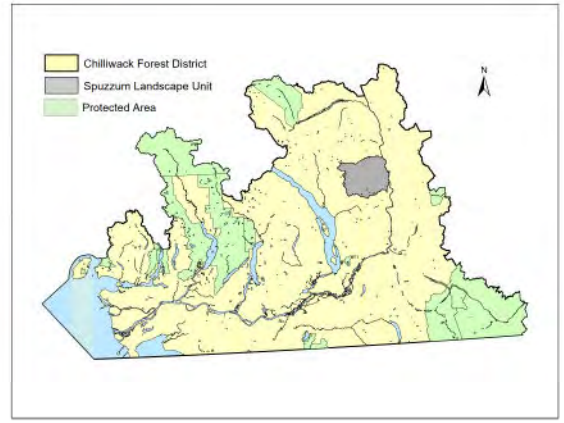 Chilliwack Forest District
Spuzzum Landscape Unit
Protected Area
N